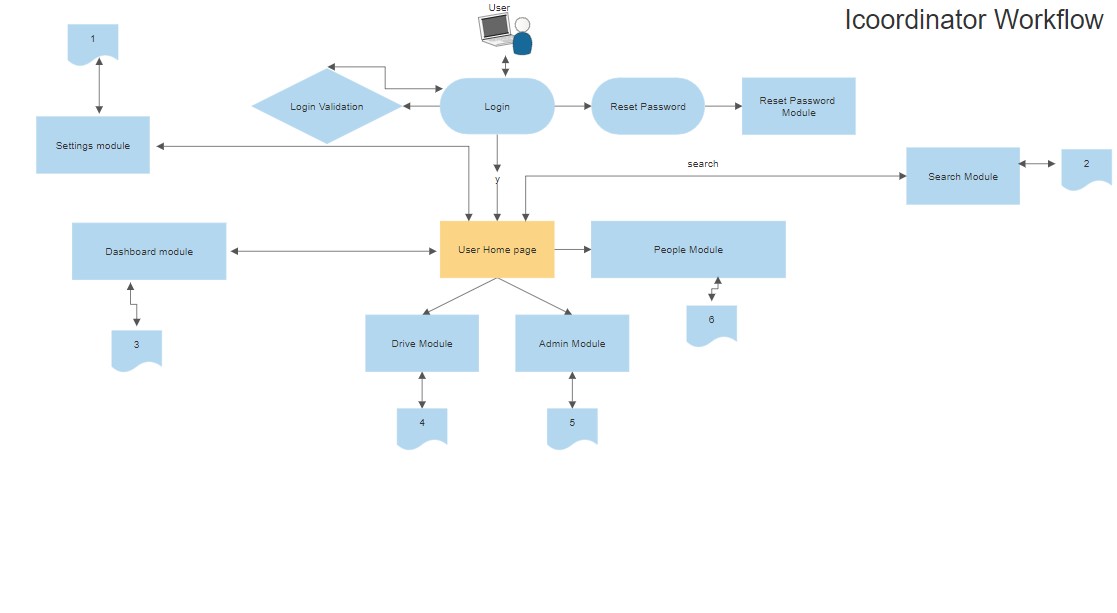 User
Icoordinator Workflow
1
Login Validation
Login
Reset Password
Reset Password
Module
Settings module
search
Search Module
2
y
Dashboard module
User Home page
People Module
3
Drive Module
Admin Module
6
4
5